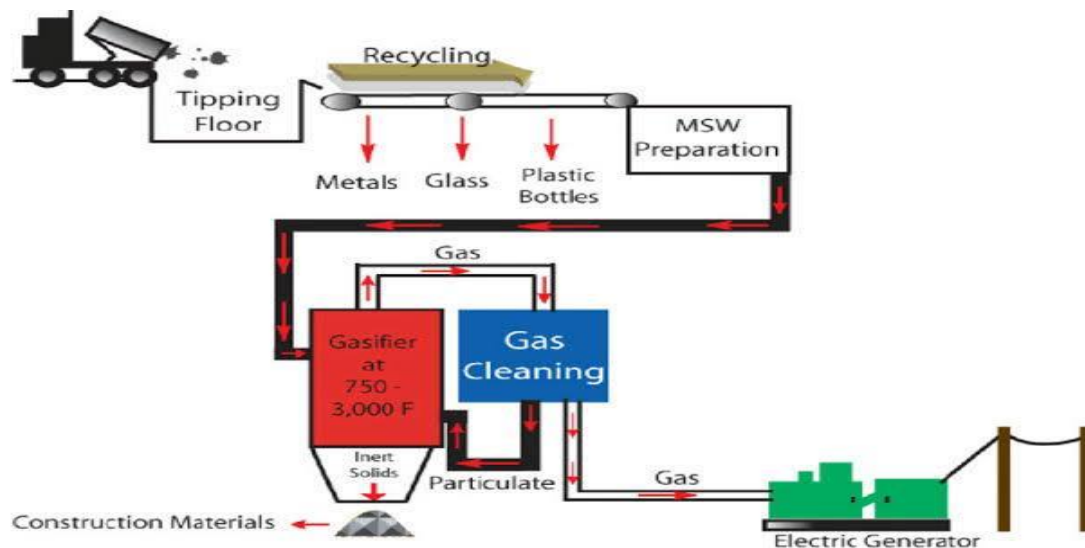 Recycling
Tipping
Floor
MSW
Preparation
Metals
Glass
Plastic
Bottles
Gas
Gasifier
at
750 -
3,000 F
Gas
Cleaning
Inert
Solids
Particulate
Gas
Construction Materials
Electric Generator